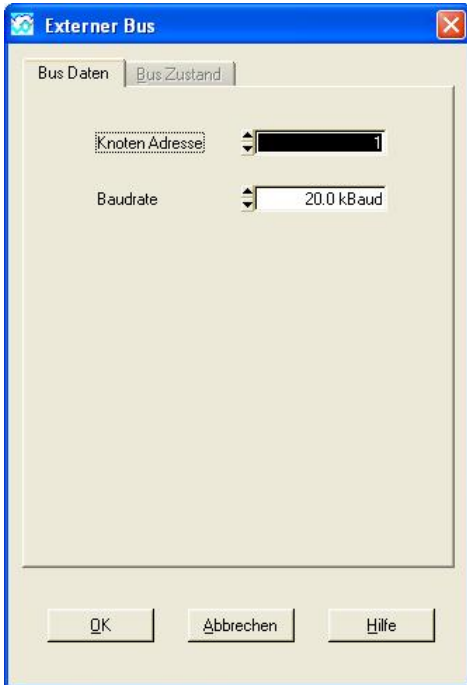 Externer Bus
Bus Daten Bus Zustand
Knoten Adresse 1
Baudrate 20.0 kBaud
OK Abbrechen Hilfe